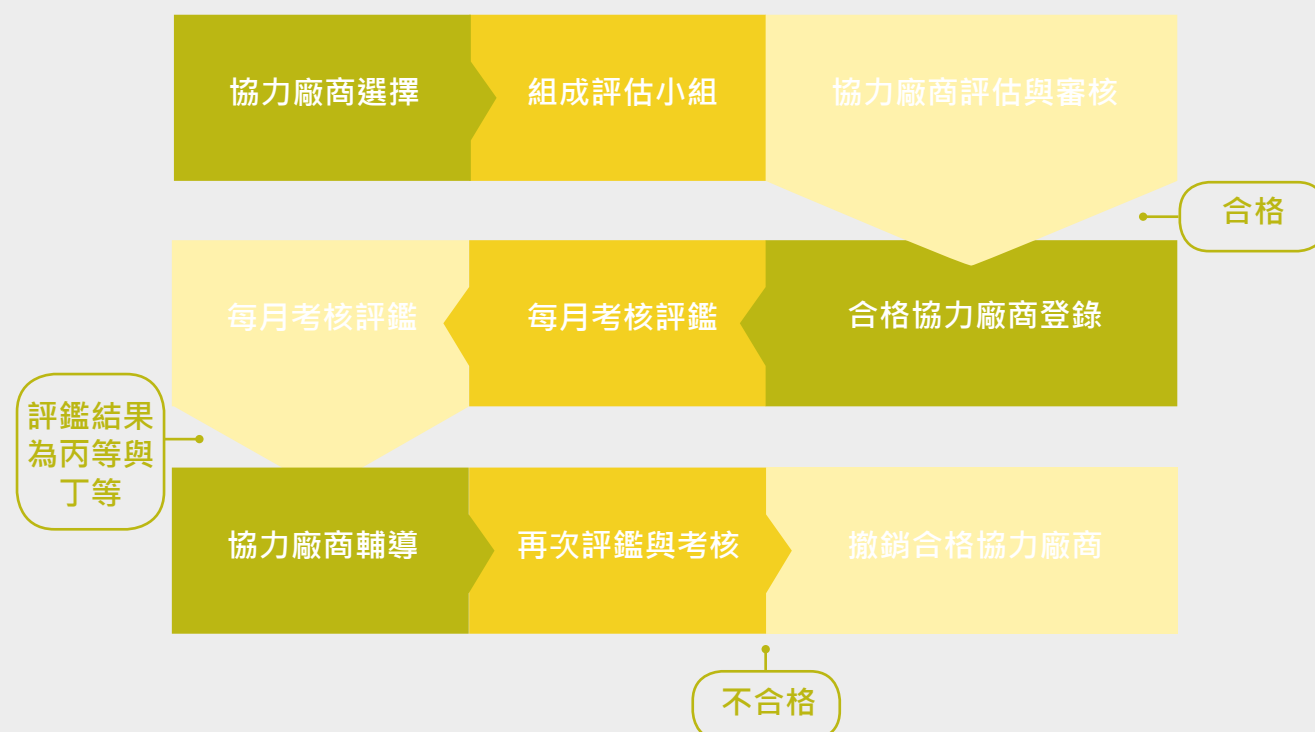 協力廠商選擇
組成評估小組
協力廠商評估與審核
合格
每月考核評鑑
每月考核評鑑
合格協力廠商登錄
評鑑結果
為丙等與
丁等
協力廠商輔導
再次評鑑與考核
撤銷合格協力廠商
不合格